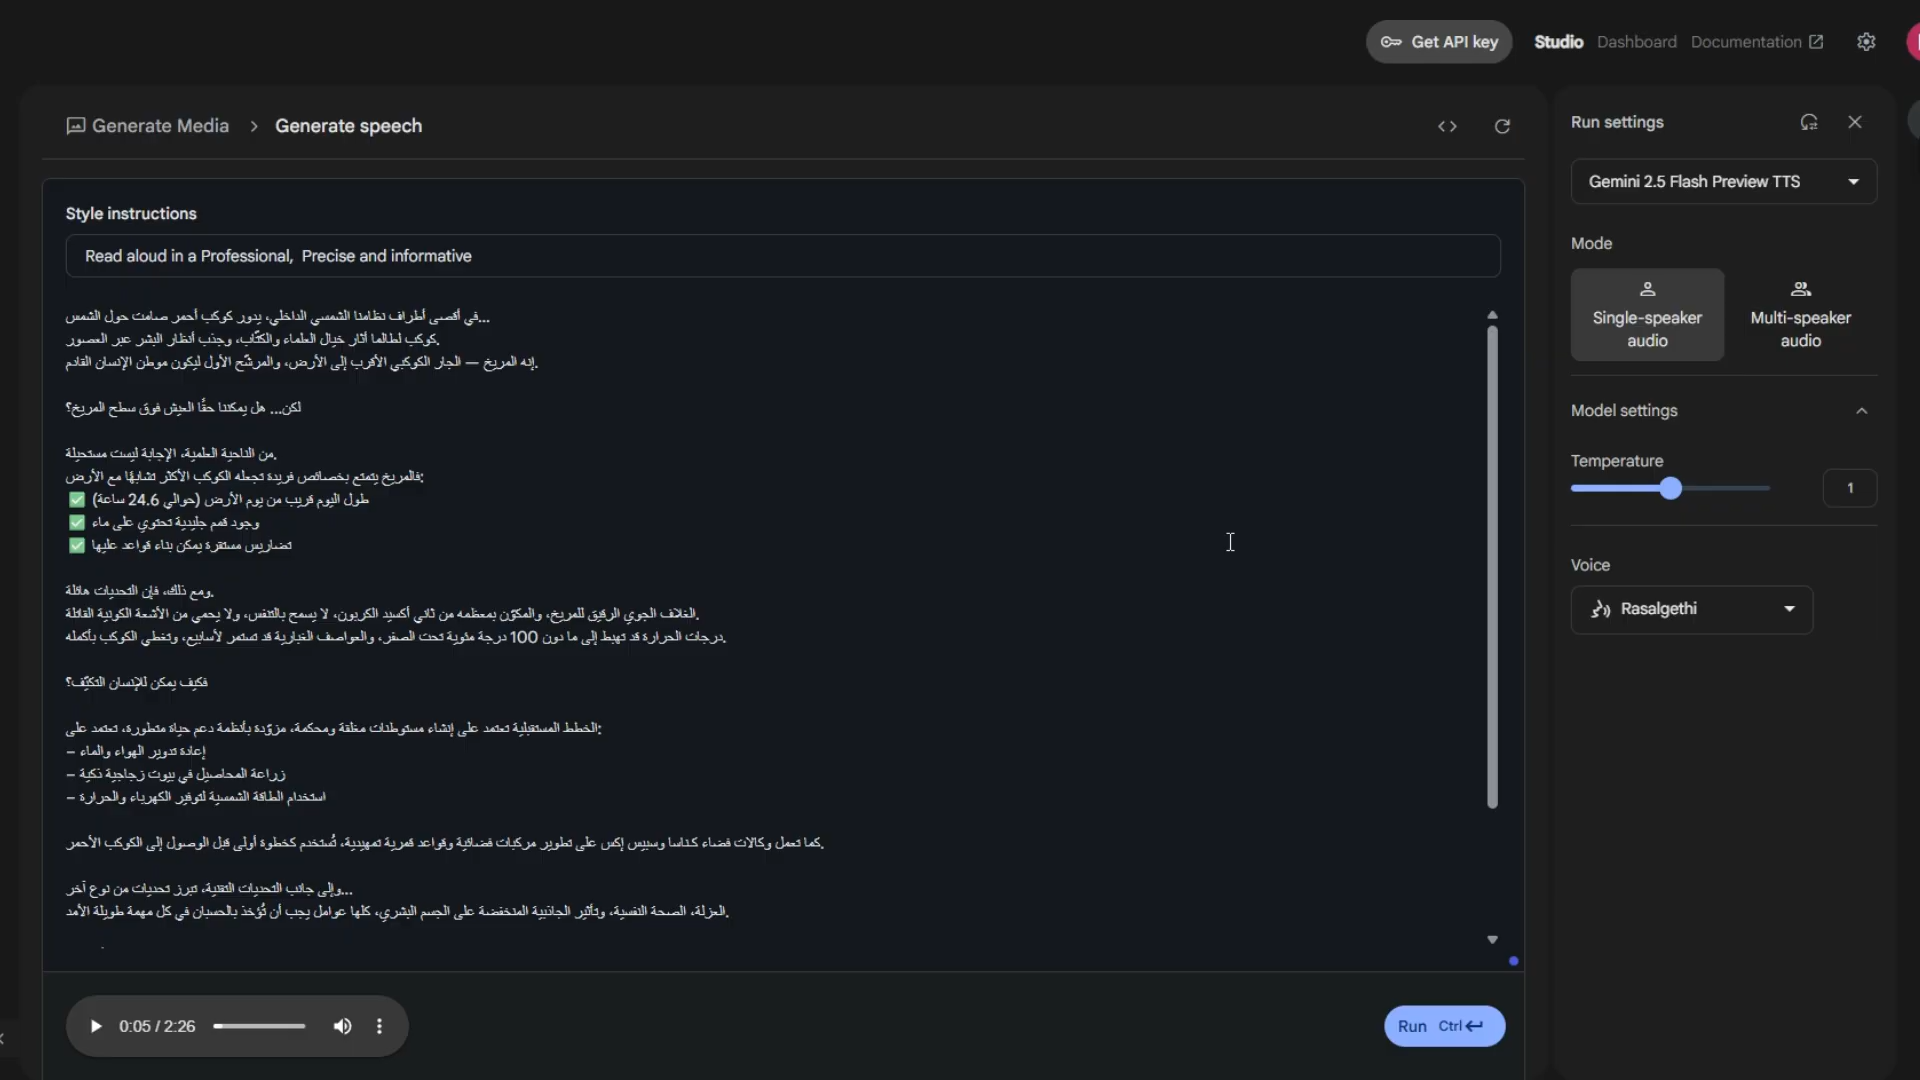 Get API key
Studio
Dashboard
Documentation
Generate Media
Generate speech
Style instructions
Read aloud in a Professional,  Precise and informative
في أقصى أطراف نظامنا الشمسي الداخلي، يدور كوكب أحمر صامت حول الشمس...
كوكب لطالما أثار خيال العلماء والكتّاب، وجذب أنظار البشر عبر العصور.
إنه المريخ — الجار الكوكبي الأقرب إلى الأرض، والمرشّح الأول ليكون موطن الإنسان القادم.
لكن... هل يمكننا حقًا العيش فوق سطح المريخ؟
من الناحية العلمية، الإجابة ليست مستحيلة.
فالمريخ يتمتع بخصائص فريدة تجعله الكوكب الأكثر تشابهًا مع الأرض:
✅ طول اليوم قريب من يوم الأرض (حوالي 24.6 ساعة)
✅ وجود قمم جليدية تحتوي على ماء
✅ تضاريس مستقرة يمكن بناء قواعد عليها
ومع ذلك، فإن التحديات هائلة.
الغلاف الجوي الرقيق للمريخ، والمكوّن بمعظمه من ثاني أكسيد الكربون، لا يسمح بالتنفس، ولا يحمي من الأشعة الكونية القاتلة.
درجات الحرارة قد تهبط إلى ما دون 100 درجة مئوية تحت الصفر، والعواصف الغبارية قد تستمر لأسابيع، وتغطي الكوكب بأكمله.
فكيف يمكن للإنسان التكيّف؟
الخطط المستقبلية تعتمد على إنشاء مستوطنات مغلقة ومحكمة، مزوّدة بأنظمة دعم حياة متطورة، تعتمد على:
– إعادة تدوير الهواء والماء
– زراعة المحاصيل في بيوت زجاجية ذكية
– استخدام الطاقة الشمسية لتوفير الكهرباء والحرارة
كما تعمل وكالات فضاء كناسا وسبيس إكس على تطوير مركبات فضائية وقواعد قمرية تمهيدية، تُستخدم كخطوة أولى قبل الوصول إلى الكوكب الأحمر.
وإلى جانب التحديات التقنية، تبرز تحديات من نوع آخر...
العزلة، الصحة النفسية، وتأثير الجاذبية المنخفضة على الجسم البشري، كلها عوامل يجب أن تُؤخذ بالحسبان في كل مهمة طويلة الأمد.
0:05 / 2:26
Run Ctrl↵
Run settings
Gemini 2.5 Flash Preview TTS
Mode
Single-speaker
audio
Multi-speaker
audio
Model settings
Temperature
1
Voice
Rasalgethi